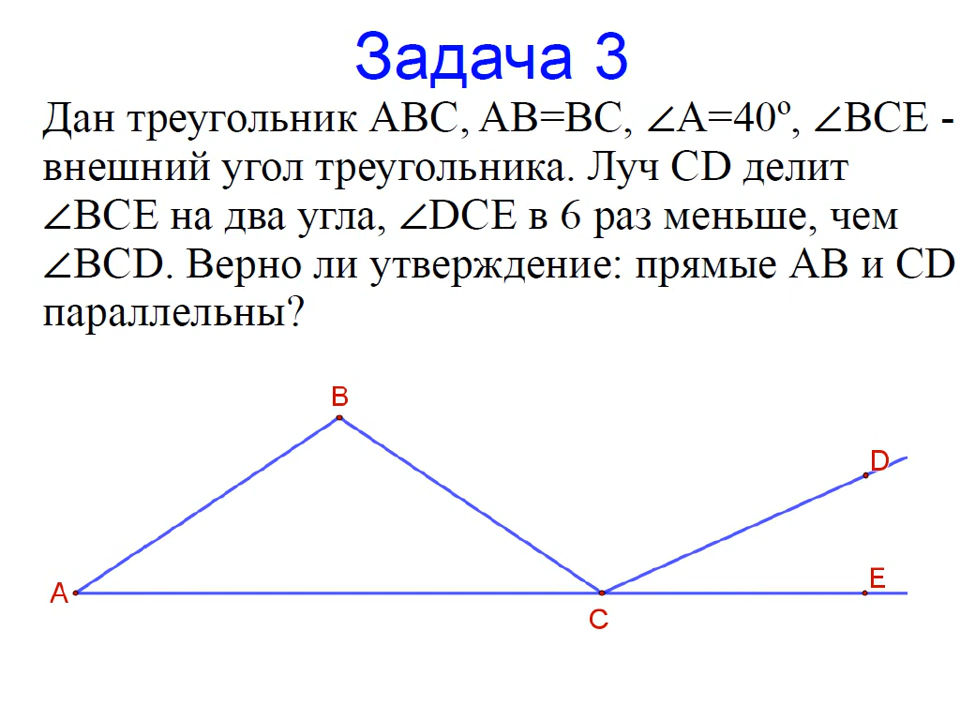 Задача 3
Дан треугольник ABC, AB=BC, ∠A=40º, ∠BCE -
внешний угол треугольника. Луч CD делит
∠BCE на два угла, ∠DCE в 6 раз меньше, чем
∠BCD. Верно ли утверждение: прямые AB и CD
параллельны?
B
D
A
E
C